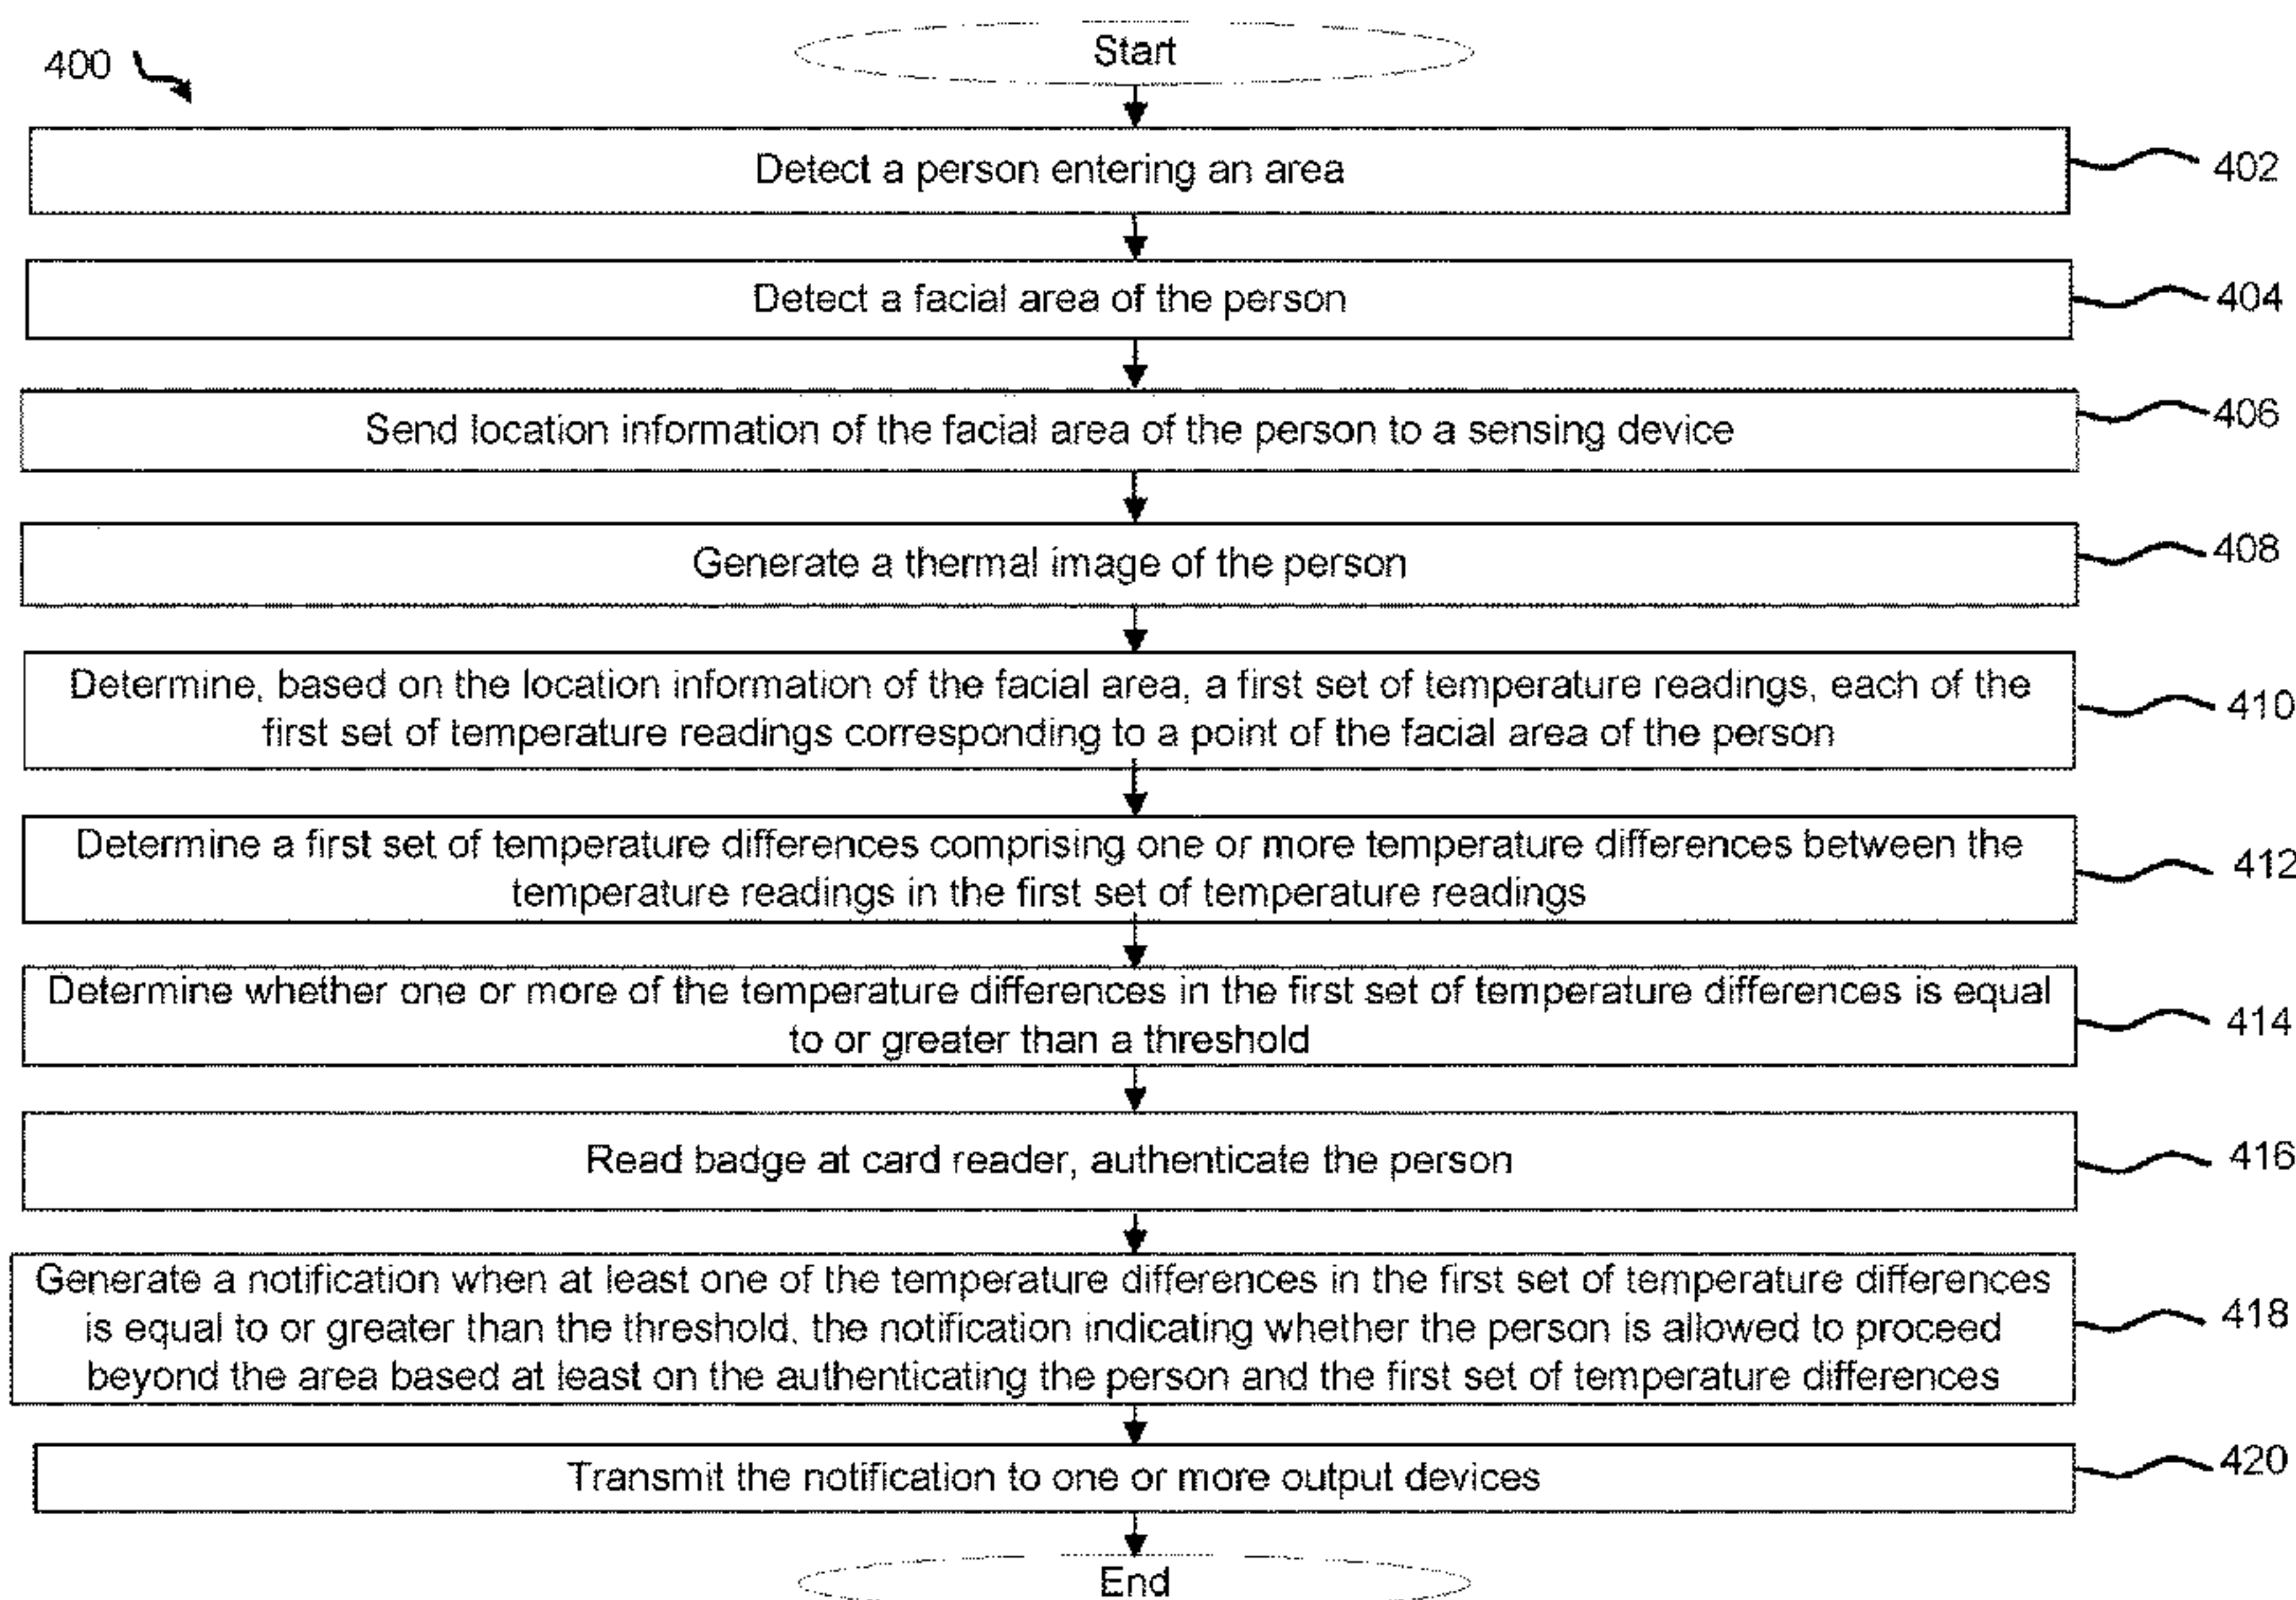 400
Start
Detect a person entering an area
402
Detect a facial area of the person
404
Send location information of the facial area of the person to a sensing device
406
Generate a thermal image of the person
408
Determine, based on the location information of the facial area, a first set of temperature readings, each of the
first set of temperature readings corresponding to a point of the facial area of the person
410
Determine a first set of temperature differences comprising one or more temperature differences between the
temperature readings in the first set of temperature readings
412
Determine whether one or more of the temperature differences in the first set of temperature differences is equal
to or greater than a threshold
414
Read badge at card reader, authenticate the person
416
Generate a notification when at least one of the temperature differences in the first set of temperature differences
is equal to or greater than the threshold, the notification indicating whether the person is allowed to proceed
beyond the area based at least on the authenticating the person and the first set of temperature differences
418
Transmit the notification to one or more output devices
420
End